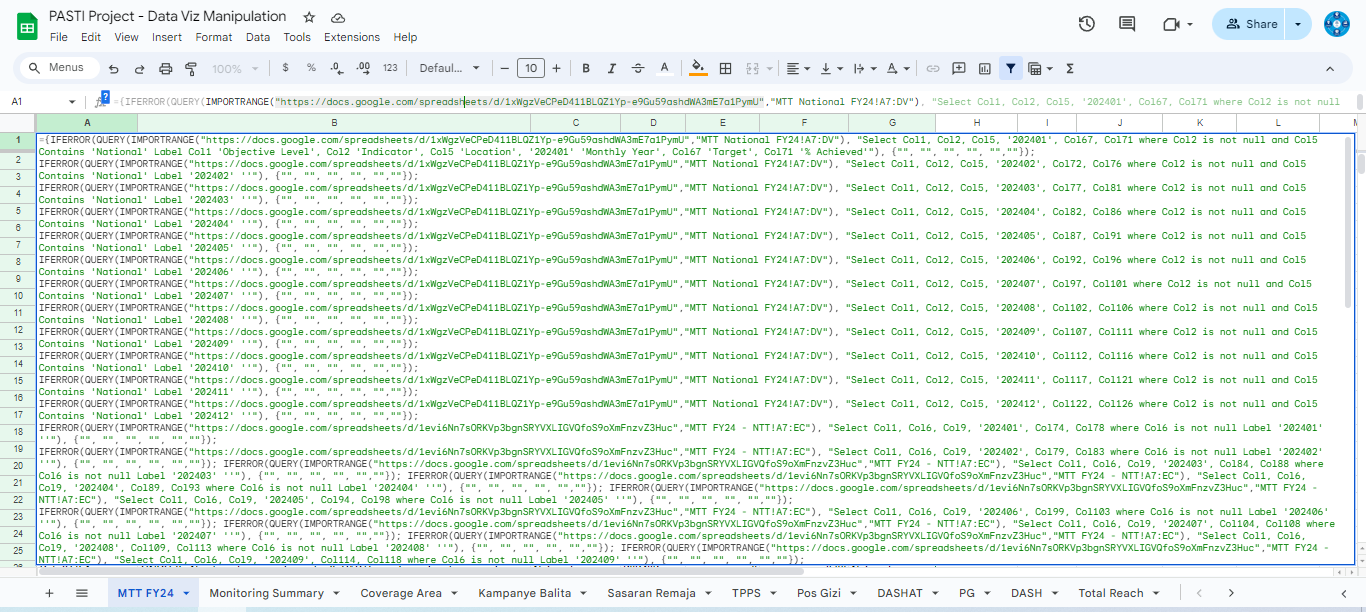 PASTI Project - Data Viz Manipulation
File Edit View Insert Format Data Tools Extensions Help
Share
Menus 100% $ % .0 .00 123 Defaul... 10 B I A
A1 ={IFERROR(QUERY(IMPORTRANGE("https://docs.google.com/spreadsheets/d/1xWgzVeCPeD411BLQZ1Yp-e9Gu59ashdWA3mE7a1PymU","MTT National FY24!A7:DV"), "Select Col1, Col2, Col5, '202401', Col67, Col71 where Col2 is not null
A B C D E F G H I J K L
1 ={IFERROR(QUERY(IMPORTRANGE("https://docs.google.com/spreadsheets/d/1xWgzVeCPeD411BLQZ1Yp-e9Gu59ashdWA3mE7a1PymU","MTT National FY24!A7:DV"), "Select Col1, Col2, Col5, '202401', Col67, Col71 where Col2 is not null and Col5
Contains 'National' Label Col1 'Objective Level', Col2 'Indicator', Col5 'Location', '202401' 'Monthly Year', Col67 'Target', Col71 '% Achieved'"), {"", "", "", "", "",""});
2 IFERROR(QUERY(IMPORTRANGE("https://docs.google.com/spreadsheets/d/1xWgzVeCPeD411BLQZ1Yp-e9Gu59ashdWA3mE7a1PymU","MTT National FY24!A7:DV"), "Select Col1, Col2, Col5, '202402', Col72, Col76 where Col2 is not null and Col5
3 Contains 'National' Label '202402' ''"), {"", "", "", "", "",""});
IFERROR(QUERY(IMPORTRANGE("https://docs.google.com/spreadsheets/d/1xWgzVeCPeD411BLQZ1Yp-e9Gu59ashdWA3mE7a1PymU","MTT National FY24!A7:DV"), "Select Col1, Col2, Col5, '202403', Col77, Col81 where Col2 is not null and Col5
4 Contains 'National' Label '202403' ''"), {"", "", "", "", "",""});
5 IFERROR(QUERY(IMPORTRANGE("https://docs.google.com/spreadsheets/d/1xWgzVeCPeD411BLQZ1Yp-e9Gu59ashdWA3mE7a1PymU","MTT National FY24!A7:DV"), "Select Col1, Col2, Col5, '202404', Col82, Col86 where Col2 is not null and Col5
6 Contains 'National' Label '202404' ''"), {"", "", "", "", "",""});
7 IFERROR(QUERY(IMPORTRANGE("https://docs.google.com/spreadsheets/d/1xWgzVeCPeD411BLQZ1Yp-e9Gu59ashdWA3mE7a1PymU","MTT National FY24!A7:DV"), "Select Col1, Col2, Col5, '202405', Col87, Col91 where Col2 is not null and Col5
Contains 'National' Label '202405' ''"), {"", "", "", "", "",""});
8 IFERROR(QUERY(IMPORTRANGE("https://docs.google.com/spreadsheets/d/1xWgzVeCPeD411BLQZ1Yp-e9Gu59ashdWA3mE7a1PymU","MTT National FY24!A7:DV"), "Select Col1, Col2, Col5, '202406', Col92, Col96 where Col2 is not null and Col5
Contains 'National' Label '202406' ''"), {"", "", "", "", "",""});
9 IFERROR(QUERY(IMPORTRANGE("https://docs.google.com/spreadsheets/d/1xWgzVeCPeD411BLQZ1Yp-e9Gu59ashdWA3mE7a1PymU","MTT National FY24!A7:DV"), "Select Col1, Col2, Col5, '202407', Col97, Col101 where Col2 is not null and Col5
10 Contains 'National' Label '202407' ''"), {"", "", "", "", "",""});
11 IFERROR(QUERY(IMPORTRANGE("https://docs.google.com/spreadsheets/d/1xWgzVeCPeD411BLQZ1Yp-e9Gu59ashdWA3mE7a1PymU","MTT National FY24!A7:DV"), "Select Col1, Col2, Col5, '202408', Col102, Col106 where Col2 is not null and Col5
Contains 'National' Label '202408' ''"), {"", "", "", "", "",""});
12 IFERROR(QUERY(IMPORTRANGE("https://docs.google.com/spreadsheets/d/1xWgzVeCPeD411BLQZ1Yp-e9Gu59ashdWA3mE7a1PymU","MTT National FY24!A7:DV"), "Select Col1, Col2, Col5, '202409', Col107, Col111 where Col2 is not null and Col5
13 Contains 'National' Label '202409' ''"), {"", "", "", "", "",""});
14 IFERROR(QUERY(IMPORTRANGE("https://docs.google.com/spreadsheets/d/1xWgzVeCPeD411BLQZ1Yp-e9Gu59ashdWA3mE7a1PymU","MTT National FY24!A7:DV"), "Select Col1, Col2, Col5, '202410', Col112, Col116 where Col2 is not null and Col5
Contains 'National' Label '202410' ''"), {"", "", "", "", "",""});
15 IFERROR(QUERY(IMPORTRANGE("https://docs.google.com/spreadsheets/d/1xWgzVeCPeD411BLQZ1Yp-e9Gu59ashdWA3mE7a1PymU","MTT National FY24!A7:DV"), "Select Col1, Col2, Col5, '202411', Col117, Col121 where Col2 is not null and Col5
Contains 'National' Label '202411' ''"), {"", "", "", "", "",""});
16 IFERROR(QUERY(IMPORTRANGE("https://docs.google.com/spreadsheets/d/1xWgzVeCPeD411BLQZ1Yp-e9Gu59ashdWA3mE7a1PymU","MTT National FY24!A7:DV"), "Select Col1, Col2, Col5, '202412', Col122, Col126 where Col2 is not null and Col5
17 Contains 'National' Label '202412' ''"), {"", "", "", "", "",""});
18 IFERROR(QUERY(IMPORTRANGE("https://docs.google.com/spreadsheets/d/1evi6Nn7sORKVp3bgnSRYVXLIGVQfoS9oXmFnzvZ3Huc","MTT FY24 - NTT!A7:EC"), "Select Col1, Col6, Col9, '202401', Col74, Col78 where Col6 is not null Label '202401'
''"), {"", "", "", "", "",""});
19 IFERROR(QUERY(IMPORTRANGE("https://docs.google.com/spreadsheets/d/1evi6Nn7sORKVp3bgnSRYVXLIGVQfoS9oXmFnzvZ3Huc","MTT FY24 - NTT!A7:EC"), "Select Col1, Col6, Col9, '202402', Col79, Col83 where Col6 is not null Label '202402'
20 ''"), {"", "", "", "", "",""}); IFERROR(QUERY(IMPORTRANGE("https://docs.google.com/spreadsheets/d/1evi6Nn7sORKVp3bgnSRYVXLIGVQfoS9oXmFnzvZ3Huc","MTT FY24 - NTT!A7:EC"), "Select Col1, Col6, Col9, '202403', Col84, Col88 where
Col6 is not null Label '202403' ''"), {"", "", "", "", "",""}); IFERROR(QUERY(IMPORTRANGE("https://docs.google.com/spreadsheets/d/1evi6Nn7sORKVp3bgnSRYVXLIGVQfoS9oXmFnzvZ3Huc","MTT FY24 - NTT!A7:EC"), "Select Col1, Col6,
21 Col9, '202404', Col89, Col93 where Col6 is not null Label '202404' ''"), {"", "", "", "", "",""}); IFERROR(QUERY(IMPORTRANGE("https://docs.google.com/spreadsheets/d/1evi6Nn7sORKVp3bgnSRYVXLIGVQfoS9oXmFnzvZ3Huc","MTT FY24 -
22 NTT!A7:EC"), "Select Col1, Col6, Col9, '202405', Col94, Col98 where Col6 is not null Label '202405' ''"), {"", "", "", "", "",""});
23 IFERROR(QUERY(IMPORTRANGE("https://docs.google.com/spreadsheets/d/1evi6Nn7sORKVp3bgnSRYVXLIGVQfoS9oXmFnzvZ3Huc","MTT FY24 - NTT!A7:EC"), "Select Col1, Col6, Col9, '202406', Col99, Col103 where Col6 is not null Label '202406'
''"), {"", "", "", "", "",""}); IFERROR(QUERY(IMPORTRANGE("https://docs.google.com/spreadsheets/d/1evi6Nn7sORKVp3bgnSRYVXLIGVQfoS9oXmFnzvZ3Huc","MTT FY24 - NTT!A7:EC"), "Select Col1, Col6, Col9, '202407', Col104, Col108 where
24 Col6 is not null Label '202407' ''"), {"", "", "", "", "",""}); IFERROR(QUERY(IMPORTRANGE("https://docs.google.com/spreadsheets/d/1evi6Nn7sORKVp3bgnSRYVXLIGVQfoS9oXmFnzvZ3Huc","MTT FY24 - NTT!A7:EC"), "Select Col1, Col6,
25 Col9, '202408', Col109, Col113 where Col6 is not null Label '202408' ''"), {"", "", "", "", "",""}); IFERROR(QUERY(IMPORTRANGE("https://docs.google.com/spreadsheets/d/1evi6Nn7sORKVp3bgnSRYVXLIGVQfoS9oXmFnzvZ3Huc","MTT FY24 -
NTT!A7:EC"), "Select Col1, Col6, Col9, '202409', Col114, Col118 where Col6 is not null Label '202409' ''"), {"", "", "", "", "",""});
MTT FY24 Monitoring Summary Coverage Area Kampanye Balita Sasaran Remaja TPPS Pos Gizi DASHAT PG DASH Total Reach